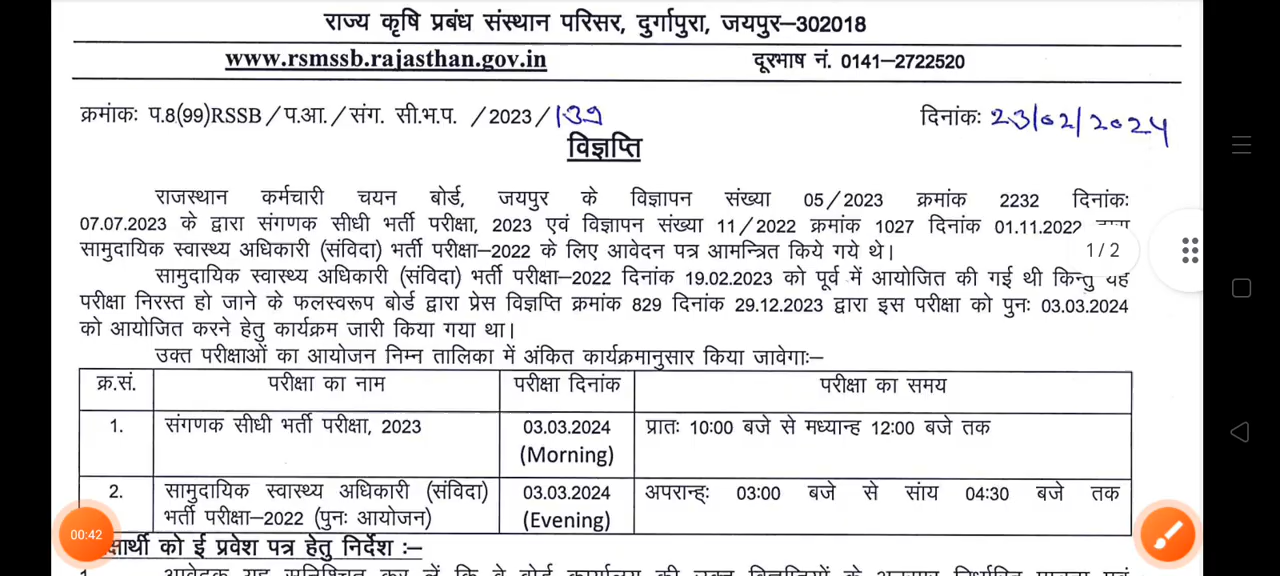 राज्य कृषि प्रबंध संस्थान परिसर, दुर्गापुरा, जयपुर–302018
www.rsmssb.rajasthan.gov.in दूरभाष नं. 0141–2722520
क्रमांकः प.8(99)RSSB/प.आ./संग. सी.भ.प. /2023/139 दिनांकः 23/02/2024
विज्ञप्ति
राजस्थान कर्मचारी चयन बोर्ड, जयपुर के विज्ञापन संख्या 05/2023 क्रमांक 2232 दिनांकः
07.07.2023 के द्वारा संगणक सीधी भर्ती परीक्षा, 2023 एवं विज्ञापन संख्या 11/2022 क्रमांक 1027 दिनांक 01.11.2022
सामुदायिक स्वास्थ्य अधिकारी (संविदा) भर्ती परीक्षा–2022 के लिए आवेदन पत्र आमन्त्रित किये गये थे।
1/2
सामुदायिक स्वास्थ्य अधिकारी (संविदा) भर्ती परीक्षा–2022 दिनांक 19.02.2023 को पूर्व में आयोजित की गई थी किन्तु यह
परीक्षा निरस्त हो जाने के फलस्वरूप बोर्ड द्वारा प्रेस विज्ञप्ति क्रमांक 829 दिनांक 29.12.2023 द्वारा इस परीक्षा को पुनः 03.03.2024
को आयोजित करने हेतु कार्यक्रम जारी किया गया था।
उक्त परीक्षाओं का आयोजन निम्न तालिका में अंकित कार्यक्रमानुसार किया जावेगाः–
क्र.सं. परीक्षा का नाम परीक्षा दिनांक परीक्षा का समय
1. संगणक सीधी भर्ती परीक्षा, 2023 03.03.2024 प्रातः 10:00 बजे से मध्यान्ह 12:00 बजे तक
(Morning)
2. सामुदायिक स्वास्थ्य अधिकारी (संविदा) 03.03.2024 अपरान्ह्ः 03:00 बजे से सांय 04:30 बजे तक
भर्ती परीक्षा–2022 (पुनः आयोजन) (Evening)
00:42
को ई प्रवेश पत्र हेतु निर्देश :–